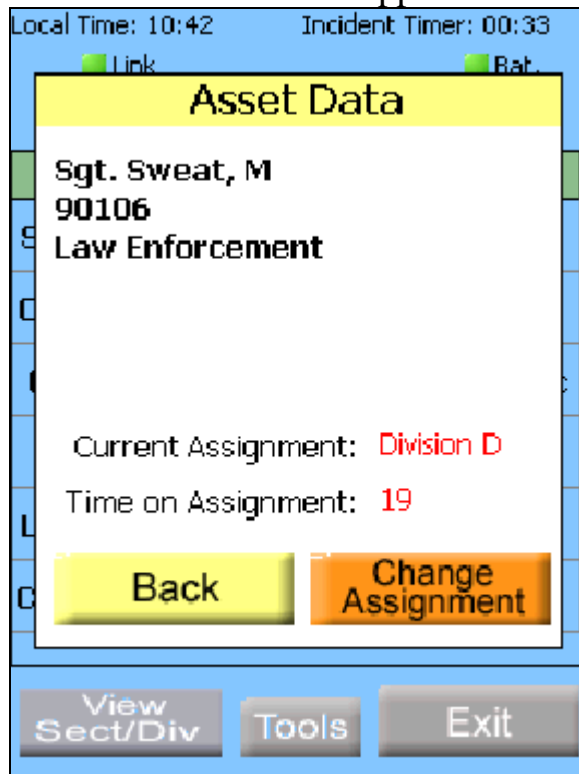 Local Time: 10:42 Incident Timer: 00:33
Link Bat.
Asset Data
Sgt. Sweat, M
90106
Law Enforcement
Current Assignment: Division D
Time on Assignment: 19
Back
Change
Assignment
View
Sect/Div
Tools
Exit